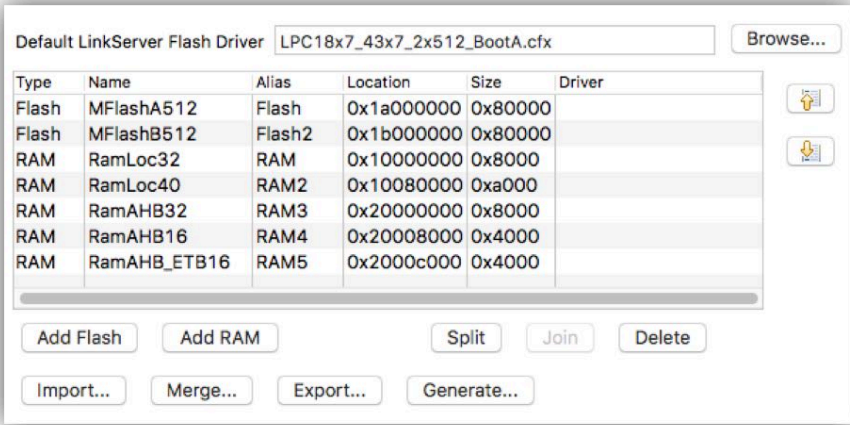 Default LinkServer Flash Driver LPC18x7_43x7_2x512_BootA.cfx Browse...
Type Name Alias Location Size Driver
Flash MFlashA512 Flash 0x1a000000 0x80000
Flash MFlashB512 Flash2 0x1b000000 0x80000
RAM RamLoc32 RAM 0x10000000 0x8000
RAM RamLoc40 RAM2 0x10080000 0xa000
RAM RamAHB32 RAM3 0x20000000 0x8000
RAM RamAHB16 RAM4 0x20008000 0x4000
RAM RamAHB_ETB16 RAM5 0x2000c000 0x4000
Add Flash Add RAM Split Join Delete
Import... Merge... Export... Generate...